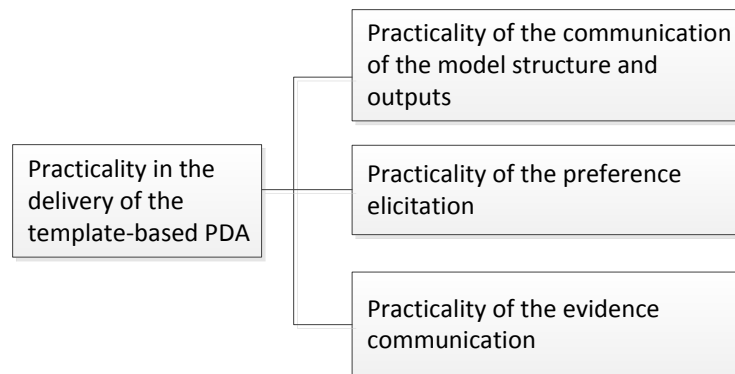 Practicality of the communication
of the model structure and
outputs
Practicality in the
delivery of the
template-based PDA
Practicality of the preference
elicitation
Practicality of the evidence
communication